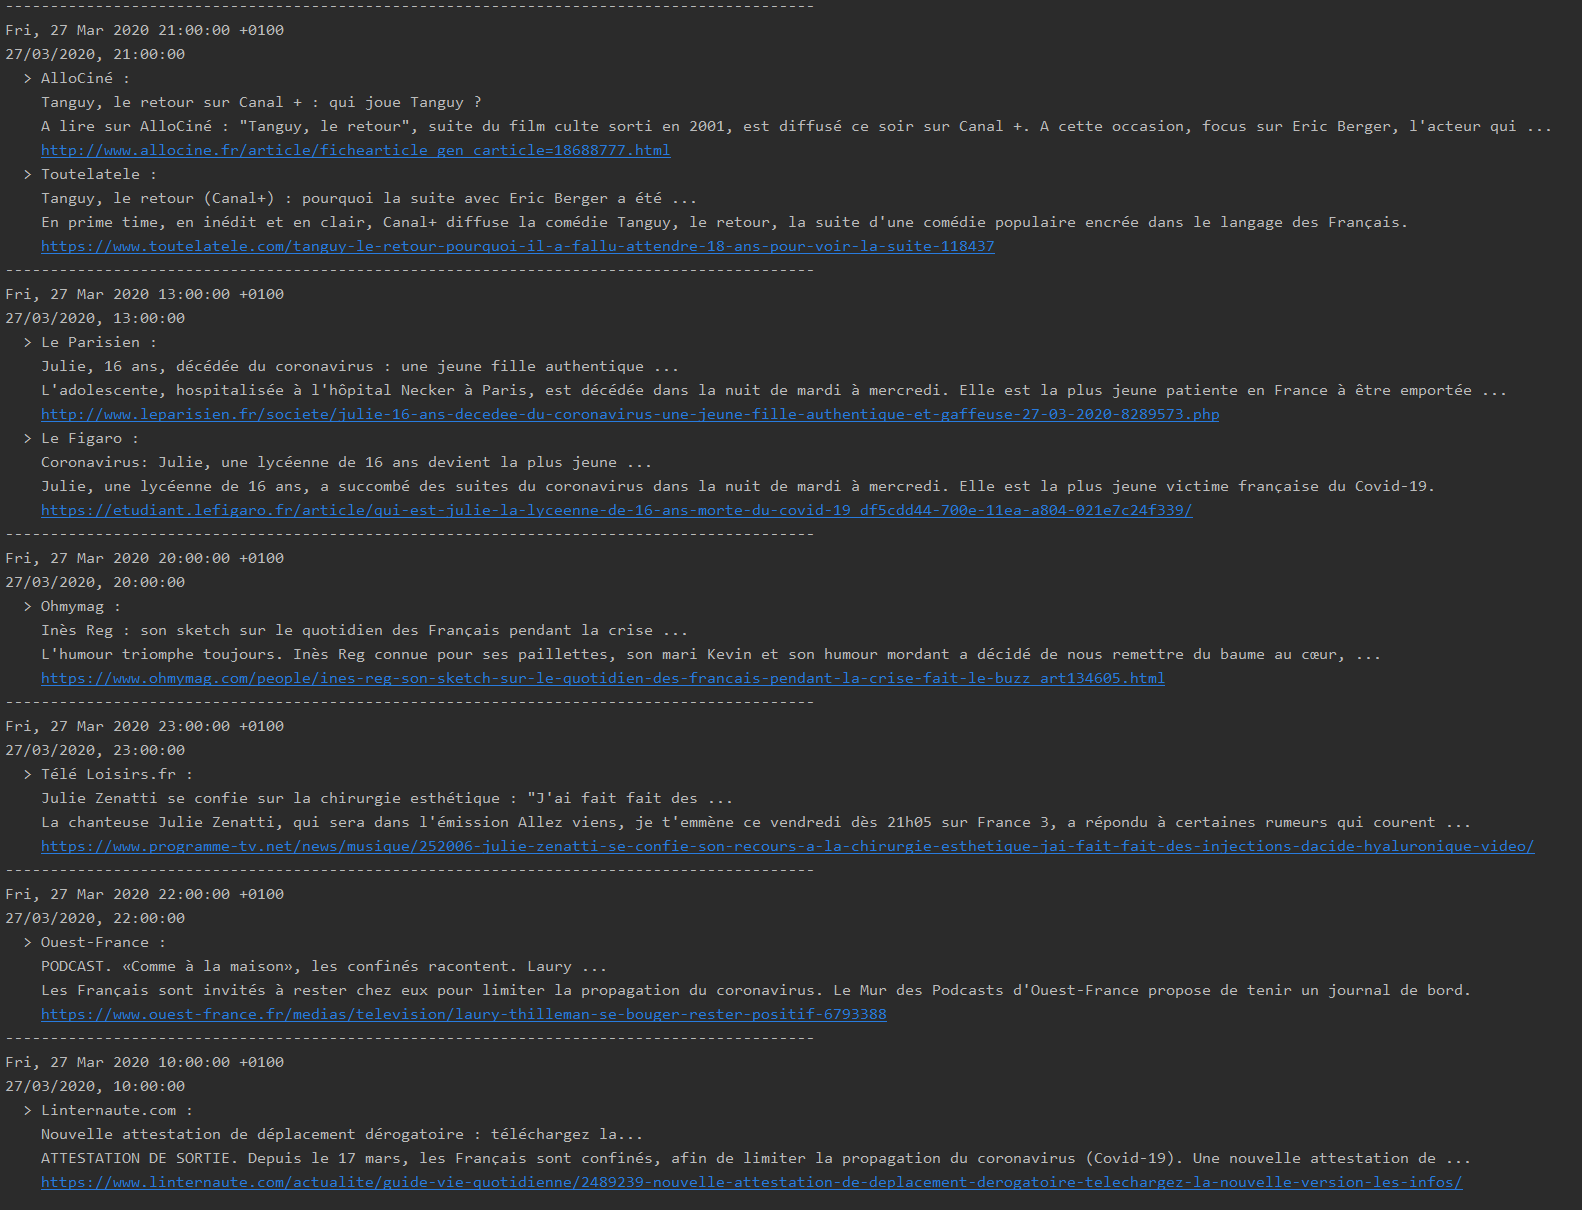 ------------------------------------------------------------------------------------------
Fri, 27 Mar 2020 21:00:00 +0100
27/03/2020, 21:00:00
  > AlloCiné :
    Tanguy, le retour sur Canal + : qui joue Tanguy ?
    A lire sur AlloCiné : "Tanguy, le retour", suite du film culte sorti en 2001, est diffusé ce soir sur Canal +. A cette occasion, focus sur Eric Berger, l'acteur qui ...
    http://www.allocine.fr/article/fichearticle_gen_carticle=18688777.html
  > Toutelatele :
    Tanguy, le retour (Canal+) : pourquoi la suite avec Eric Berger a été ...
    En prime time, en inédit et en clair, Canal+ diffuse la comédie Tanguy, le retour, la suite d'une comédie populaire encrée dans le langage des Français.
    https://www.toutelatele.com/tanguy-le-retour-pourquoi-il-a-fallu-attendre-18-ans-pour-voir-la-suite-118437
------------------------------------------------------------------------------------------
Fri, 27 Mar 2020 13:00:00 +0100
27/03/2020, 13:00:00
  > Le Parisien :
    Julie, 16 ans, décédée du coronavirus : une jeune fille authentique ...
    L'adolescente, hospitalisée à l'hôpital Necker à Paris, est décédée dans la nuit de mardi à mercredi. Elle est la plus jeune patiente en France à être emportée ...
    http://www.leparisien.fr/societe/julie-16-ans-decedee-du-coronavirus-une-jeune-fille-authentique-et-gaffeuse-27-03-2020-8289573.php
  > Le Figaro :
    Coronavirus: Julie, une lycéenne de 16 ans devient la plus jeune ...
    Julie, une lycéenne de 16 ans, a succombé des suites du coronavirus dans la nuit de mardi à mercredi. Elle est la plus jeune victime française du Covid-19.
    https://etudiant.lefigaro.fr/article/qui-est-julie-la-lyceenne-de-16-ans-morte-du-covid-19_df5cdd44-700e-11ea-a804-021e7c24f339/
------------------------------------------------------------------------------------------
Fri, 27 Mar 2020 20:00:00 +0100
27/03/2020, 20:00:00
  > Ohmymag :
    Inès Reg : son sketch sur le quotidien des Français pendant la crise ...
    L'humour triomphe toujours. Inès Reg connue pour ses paillettes, son mari Kevin et son humour mordant a décidé de nous remettre du baume au cœur, ...
    https://www.ohmymag.com/people/ines-reg-son-sketch-sur-le-quotidien-des-francais-pendant-la-crise-fait-le-buzz_art134605.html
------------------------------------------------------------------------------------------
Fri, 27 Mar 2020 23:00:00 +0100
27/03/2020, 23:00:00
  > Télé Loisirs.fr :
    Julie Zenatti se confie sur la chirurgie esthétique : "J'ai fait fait des ...
    La chanteuse Julie Zenatti, qui sera dans l'émission Allez viens, je t'emmène ce vendredi dès 21h05 sur France 3, a répondu à certaines rumeurs qui courent ...
    https://www.programme-tv.net/news/musique/252006-julie-zenatti-se-confie-son-recours-a-la-chirurgie-esthetique-jai-fait-fait-des-injections-dacide-hyaluronique-video/
------------------------------------------------------------------------------------------
Fri, 27 Mar 2020 22:00:00 +0100
27/03/2020, 22:00:00
  > Ouest-France :
    PODCAST. «Comme à la maison», les confinés racontent. Laury ...
    Les Français sont invités à rester chez eux pour limiter la propagation du coronavirus. Le Mur des Podcasts d'Ouest-France propose de tenir un journal de bord.
    https://www.ouest-france.fr/medias/television/laury-thilleman-se-bouger-rester-positif-6793388
------------------------------------------------------------------------------------------
Fri, 27 Mar 2020 10:00:00 +0100
27/03/2020, 10:00:00
  > Linternaute.com :
    Nouvelle attestation de déplacement dérogatoire : téléchargez la...
    ATTESTATION DE SORTIE. Depuis le 17 mars, les Français sont confinés, afin de limiter la propagation du coronavirus (Covid-19). Une nouvelle attestation de ...
    https://www.linternaute.com/actualite/guide-vie-quotidienne/2489239-nouvelle-attestation-de-deplacement-derogatoire-telechargez-la-nouvelle-version-les-infos/